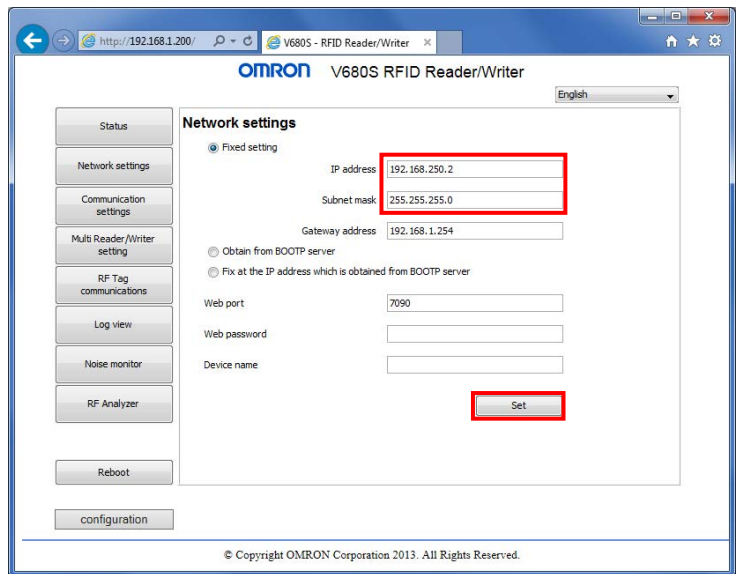 http://192.168.1.200/
V680S - RFID Reader/Writer
OMRON V680S RFID Reader/Writer
English
Status
Network settings
Communication
settings
Multi Reader/Writer
setting
RF Tag
communications
Log view
Noise monitor
RF Analyzer
Reboot
configuration
Network settings
Fixed setting
IP address 192.168.250.2
Subnet mask 255.255.255.0
Gateway address 192.168.1.254
Obtain from BOOTP server
Fix at the IP address which is obtained from BOOTP server
Web port 7090
Web password
Device name
Set
© Copyright OMRON Corporation 2013. All Rights Reserved.